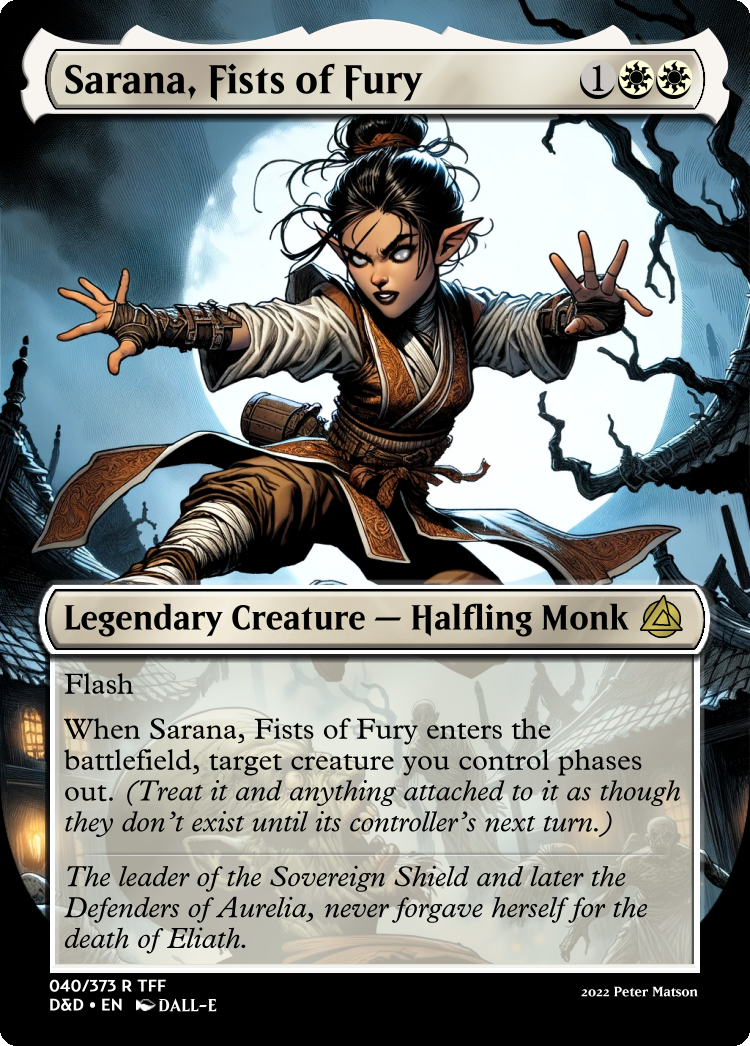 Sarana, Fists of Fury 1
Legendary Creature — Halfling Monk
Flash
When Sarana, Fists of Fury enters the
battlefield, target creature you control phases
out. (Treat it and anything attached to it as though
they don't exist until its controller's next turn.)
The leader of the Sovereign Shield and later the
Defenders of Aurelia, never forgave herself for the
death of Eliath.
040/373 R TFF
D&D • EN DALL-E
2022 Peter Matson